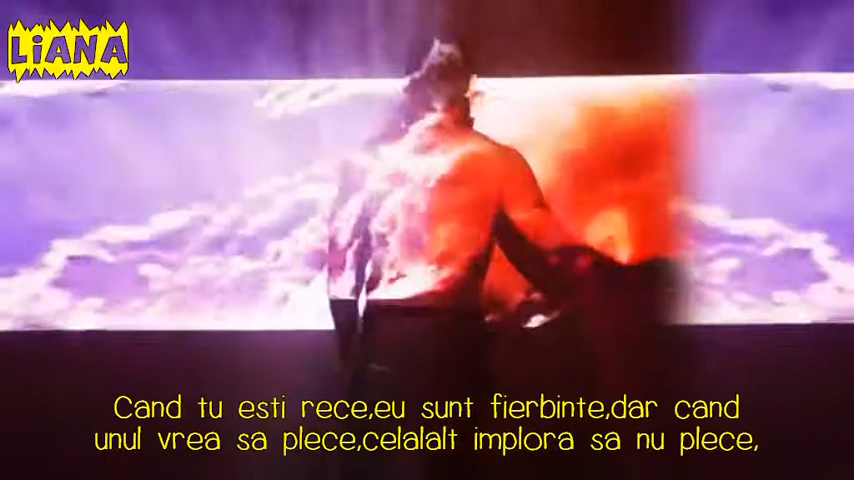 LiANA
Cand tu esti rece,eu sunt fierbinte,dar cand
unul vrea sa plece,celalalt implora sa nu plece,